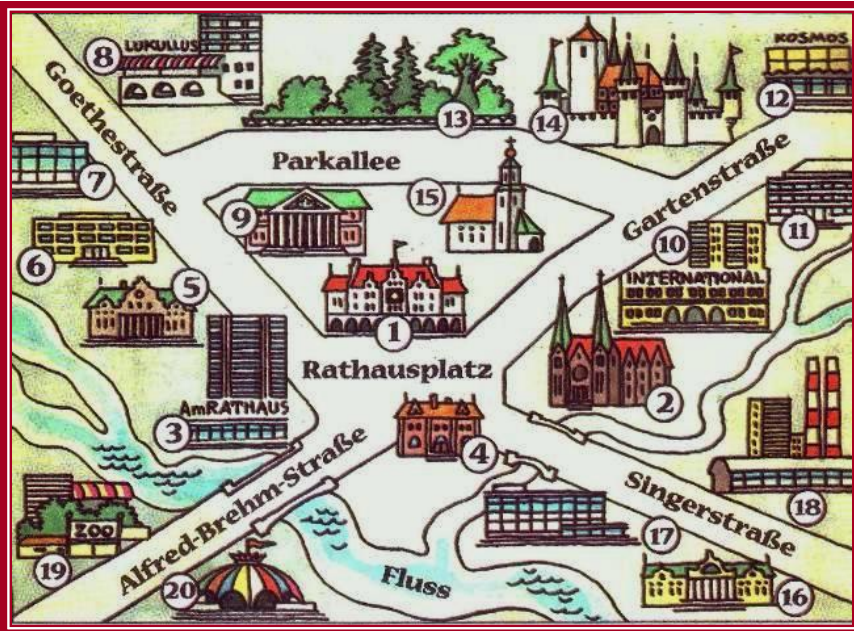 LUKULLUS
KOSMOS
8
12
Goethestraße
13
14
Parkallee
7
15
Gartenstraße
9
11
10
6
INTERNATIONAL
5
1
Rathausplatz
2
AmRATHAUS
3
4
Alfred-Brehm-Straße
Singerstraße
18
ZOO
17
19
Fluss
20
16